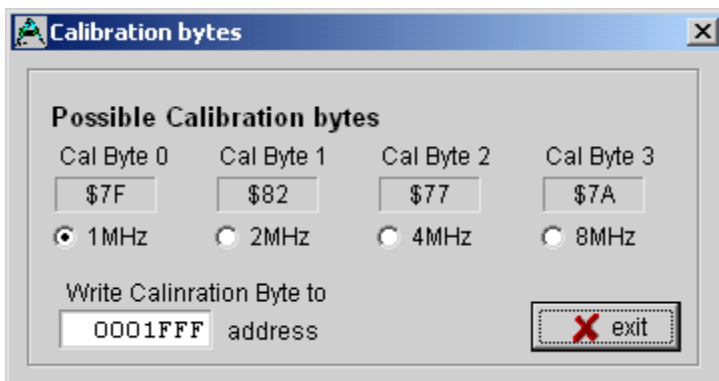 Calibration bytes
Possible Calibration bytes
Cal Byte 0 Cal Byte 1 Cal Byte 2 Cal Byte 3
$7F $82 $77 $7A
1MHz 2MHz 4MHz 8MHz
Write Calinration Byte to
0001FFF address
exit